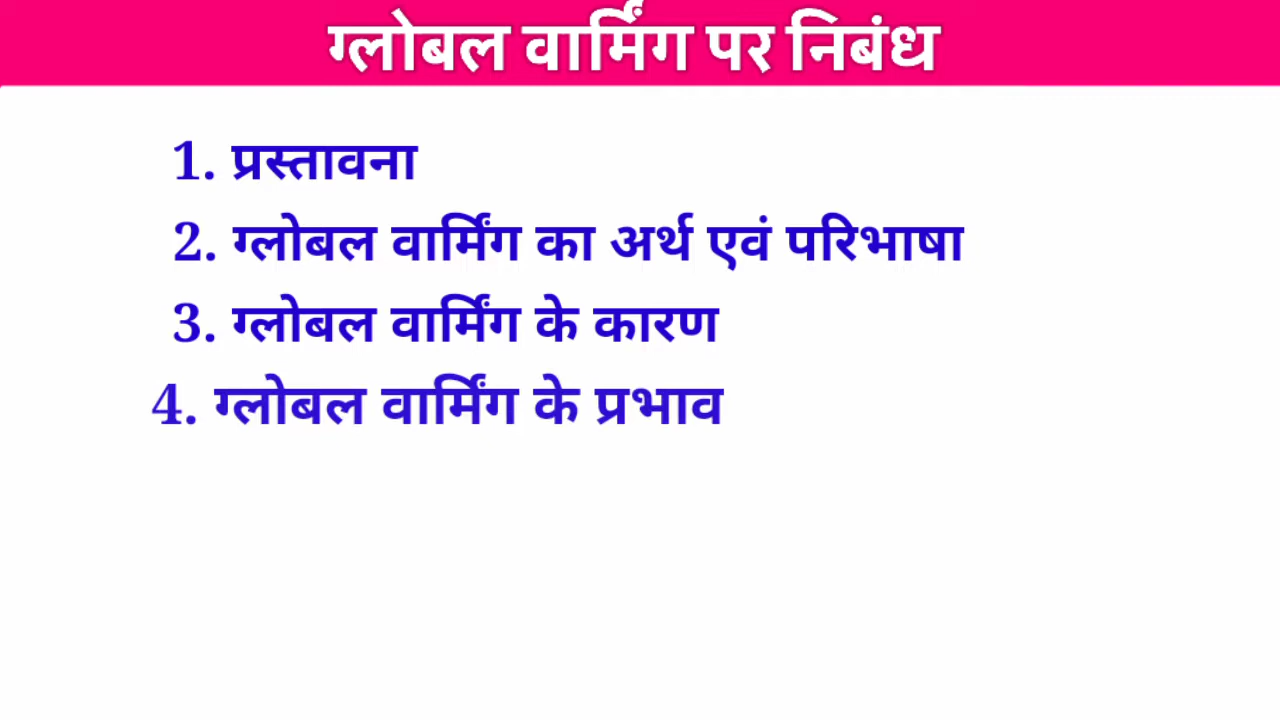 ग्लोबल वार्मिंग पर निबंध
1. प्रस्तावना
2. ग्लोबल वार्मिंग का अर्थ एवं परिभाषा
3. ग्लोबल वार्मिंग के कारण
4. ग्लोबल वार्मिंग के प्रभाव